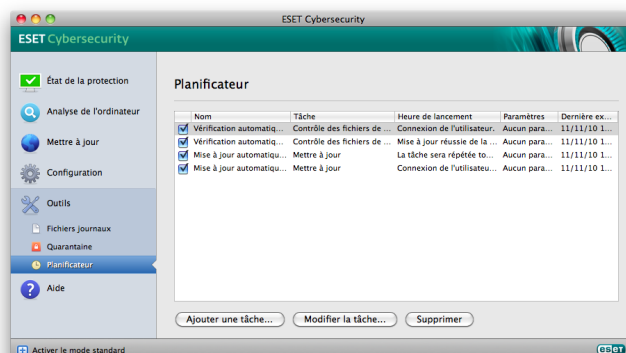 ESET Cybersecurity
ESET Cybersecurity
État de la protection
Analyse de l'ordinateur
Mettre à jour
Configuration
Outils
Fichiers journaux
Quarantaine
Planificateur
Aide
Activer le mode standard
Planificateur
Nom Tâche Heure de lancement Paramètres Dernière ex...
Vérification automatiq... Contrôle des fichiers de ... Connexion de l'utilisateur. Aucun para... 11/11/10 1...
Vérification automatiq... Contrôle des fichiers de ... Mise à jour réussie de la ... Aucun para... 11/11/10 1...
Mise à jour automatiqu... Mettre à jour La tâche sera répétée to... Aucun para... 11/11/10 1...
Mise à jour automatiqu... Mettre à jour Connexion de l'utilisateu... Aucun para... 11/11/10 1...
Ajouter une tâche... Modifier la tâche... Supprimer
eset